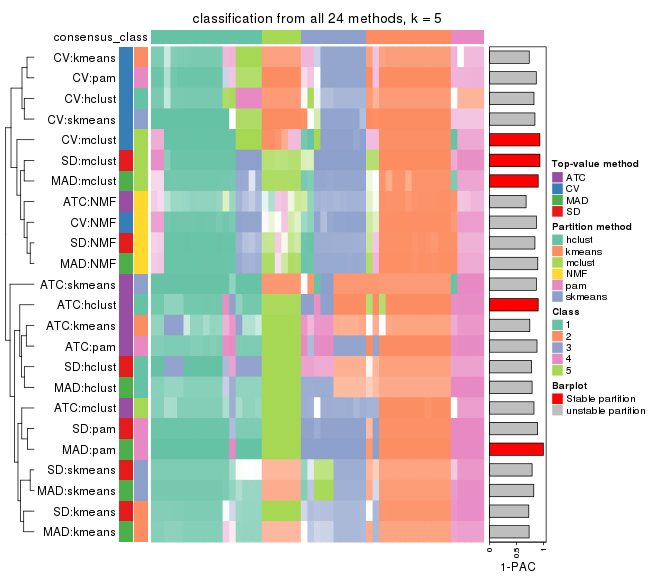 classification from all 24 methods, k = 5
consensus_class
CV:kmeans
CV:pam
CV:hclust
CV:skmeans
CV:mclust
SD:mclust
MAD:mclust
ATC:NMF
CV:NMF
SD:NMF
MAD:NMF
ATC:skmeans
ATC:hclust
ATC:kmeans
ATC:pam
SD:hclust
MAD:hclust
ATC:mclust
SD:pam
MAD:pam
SD:skmeans
MAD:skmeans
SD:kmeans
MAD:kmeans
0
0.5
1
1-PAC
Top-value method
ATC
CV
MAD
SD
Partition method
hclust
kmeans
mclust
NMF
pam
skmeans
Class
1
2
3
4
5
Barplot
Stable partition
unstable partition